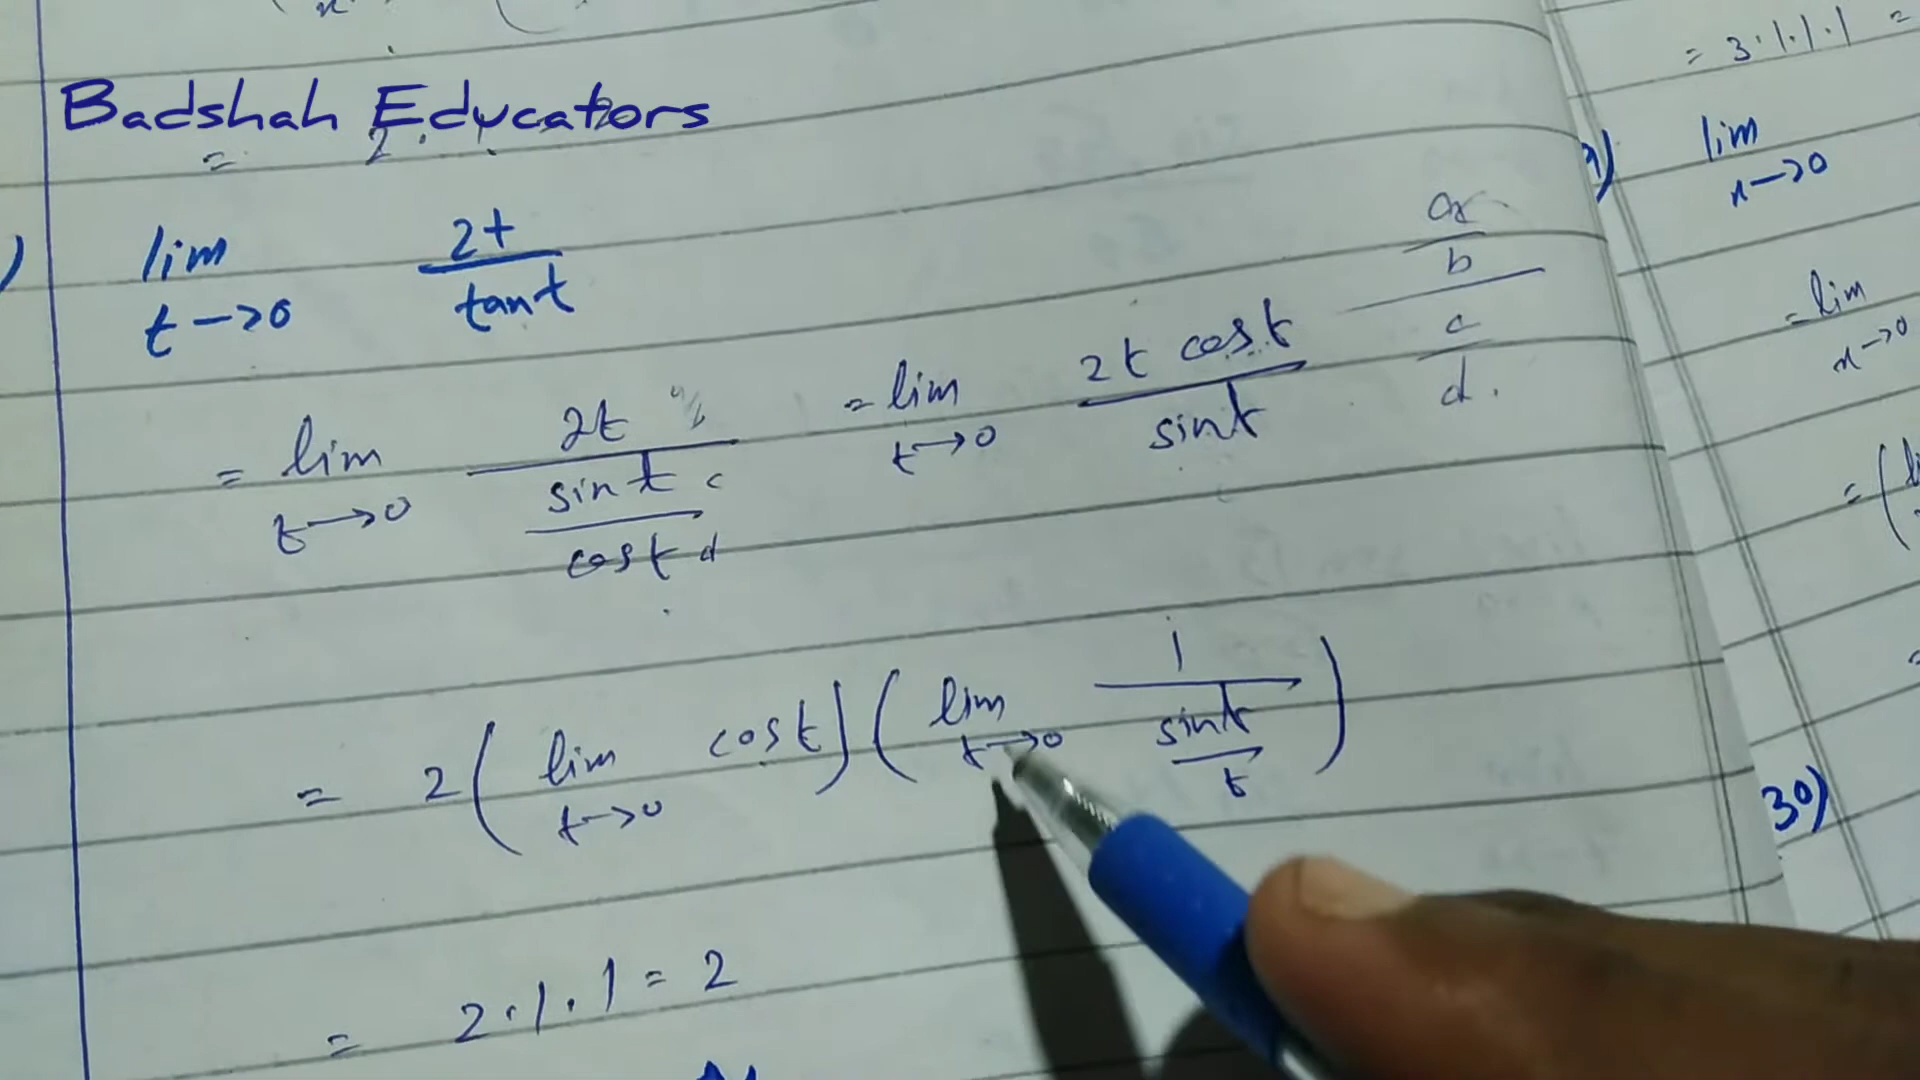 Badshah Educators
= 2 .
) lim t→0 2t/tant
= lim t→0 2t/(sint/cost) = lim t→0 2t cost/sint
a/b
c/d.
= 2(lim t→0 cost)(lim t→0 1/(sint/t))
= 2.1.1 = 2
= 3.1.1.1 =
lim x→0
= lim x→0
= (
30)